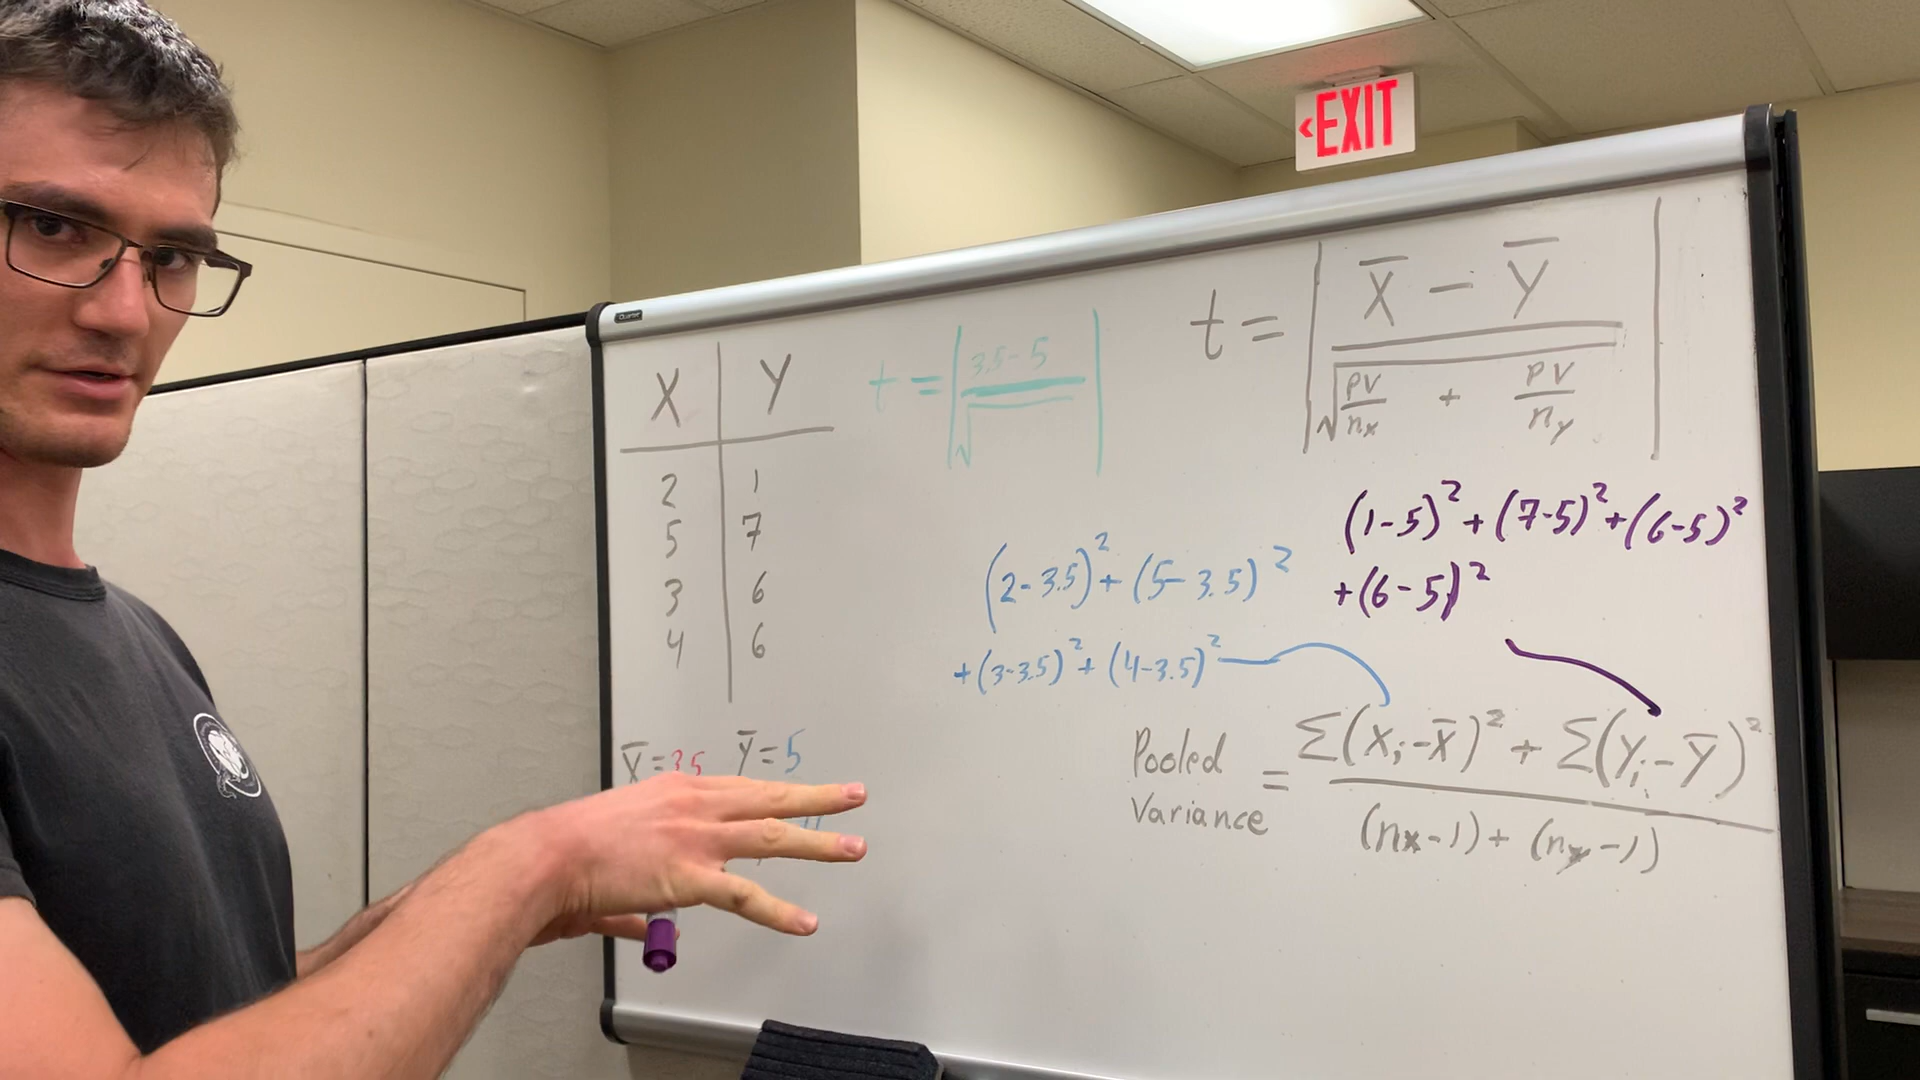 EXIT
Quartet
X Y
2 1
5 7
3 6
4 6
X̄ = 3.5 Ȳ = 5
t = | 3.5 - 5 / √ |
t = | X̄ - Ȳ / √ PV/nx + PV/ny |
(2 - 3.5)² + (5 - 3.5)²
+ (3 - 3.5)² + (4 - 3.5)²
(1 - 5)² + (7 - 5)² + (6 - 5)²
+ (6 - 5)²
Pooled Variance = Σ(Xi - X̄)² + Σ(Yi - Ȳ)² / (nx - 1) + (ny - 1)